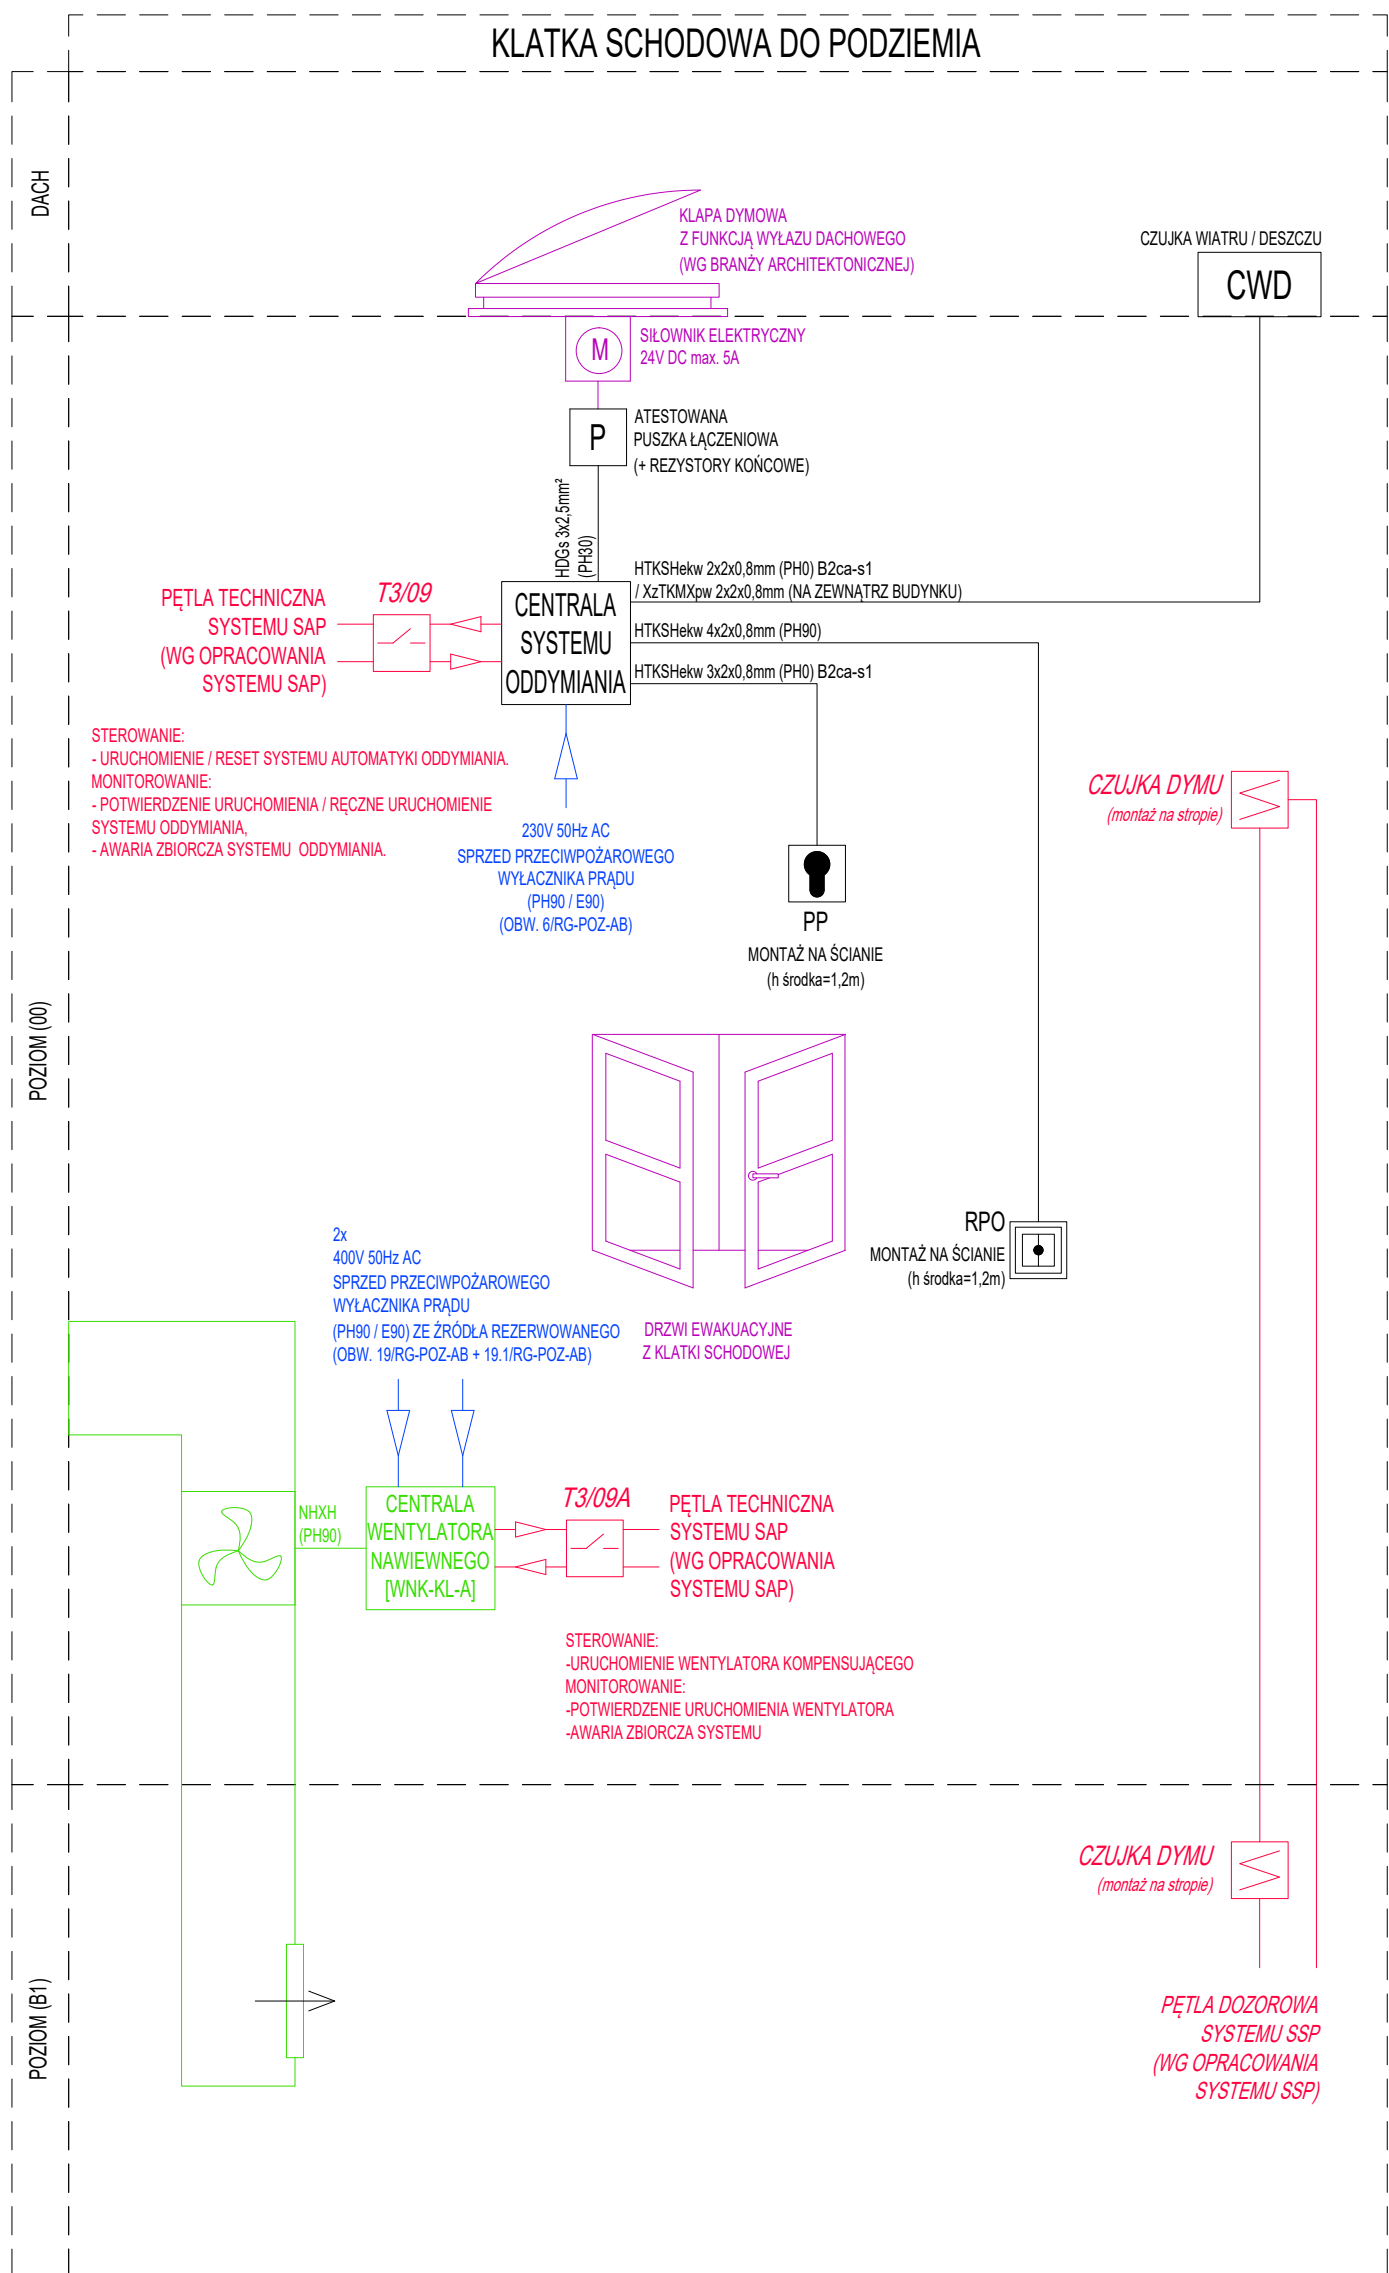 KLATKA SCHODOWA DO PODZIEMIA
DACH
KLAPA DYMOWA
Z FUNKCJĄ WYŁAZU DACHOWEGO
(WG BRANŻY ARCHITEKTONICZNEJ)
CZUJKA WIATRU / DESZCZU
CWD
M
SIŁOWNIK ELEKTRYCZNY
24V DC max. 5A
P
ATESTOWANA
PUSZKA ŁĄCZENIOWA
(+ REZYSTORY KOŃCOWE)
HDGs 3x2,5mm²
(PH30)
HTKSHekw 2x2x0,8mm (PH0) B2ca-s1
/ XzTKMXpw 2x2x0,8mm (NA ZEWNĄTRZ BUDYNKU)
HTKSHekw 4x2x0,8mm (PH90)
HTKSHekw 3x2x0,8mm (PH0) B2ca-s1
CENTRALA
SYSTEMU
ODDYMIANIA
T3/09
PĘTLA TECHNICZNA
SYSTEMU SAP
(WG OPRACOWANIA
SYSTEMU SAP)
STEROWANIE:
- URUCHOMIENIE / RESET SYSTEMU AUTOMATYKI ODDYMIANIA.
MONITOROWANIE:
- POTWIERDZENIE URUCHOMIENIA / RĘCZNE URUCHOMIENIE
SYSTEMU ODDYMIANIA,
- AWARIA ZBIORCZA SYSTEMU ODDYMIANIA.
230V 50Hz AC
SPRZED PRZECIWPOŻAROWEGO
WYŁACZNIKA PRĄDU
(PH90 / E90)
(OBW. 6/RG-POZ-AB)
CZUJKA DYMU
(montaż na stropie)
PP
MONTAŻ NA ŚCIANIE
(h środka=1,2m)
POZIOM (00)
RPO
MONTAŻ NA ŚCIANIE
(h środka=1,2m)
2x
400V 50Hz AC
SPRZED PRZECIWPOŻAROWEGO
WYŁACZNIKA PRĄDU
(PH90 / E90) ZE ŹRÓDŁA REZERWOWANEGO
(OBW. 19/RG-POZ-AB + 19.1/RG-POZ-AB)
DRZWI EWAKUACYJNE
Z KLATKI SCHODOWEJ
NHXH
(PH90)
CENTRALA
WENTYLATORA
NAWIEWNEGO
[WNK-KL-A]
T3/09A
PĘTLA TECHNICZNA
SYSTEMU SAP
(WG OPRACOWANIA
SYSTEMU SAP)
STEROWANIE:
-URUCHOMIENIE WENTYLATORA KOMPENSUJĄCEGO
MONITOROWANIE:
-POTWIERDZENIE URUCHOMIENIA WENTYLATORA
-AWARIA ZBIORCZA SYSTEMU
CZUJKA DYMU
(montaż na stropie)
POZIOM (B1)
PĘTLA DOZOROWA
SYSTEMU SSP
(WG OPRACOWANIA
SYSTEMU SSP)